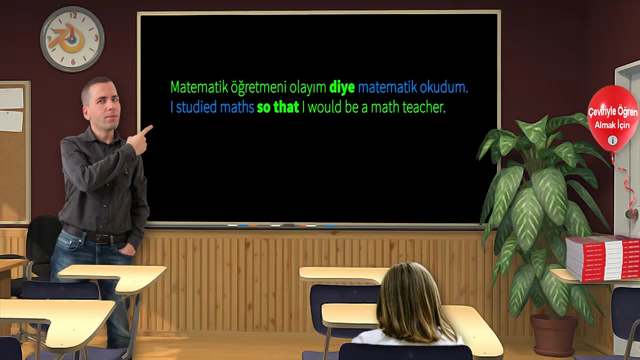 Matematik öğretmeni olayım diye matematik okudum.
I studied maths so that I would be a math teacher.
Çeviriyle Öğren
Almak İçin
i